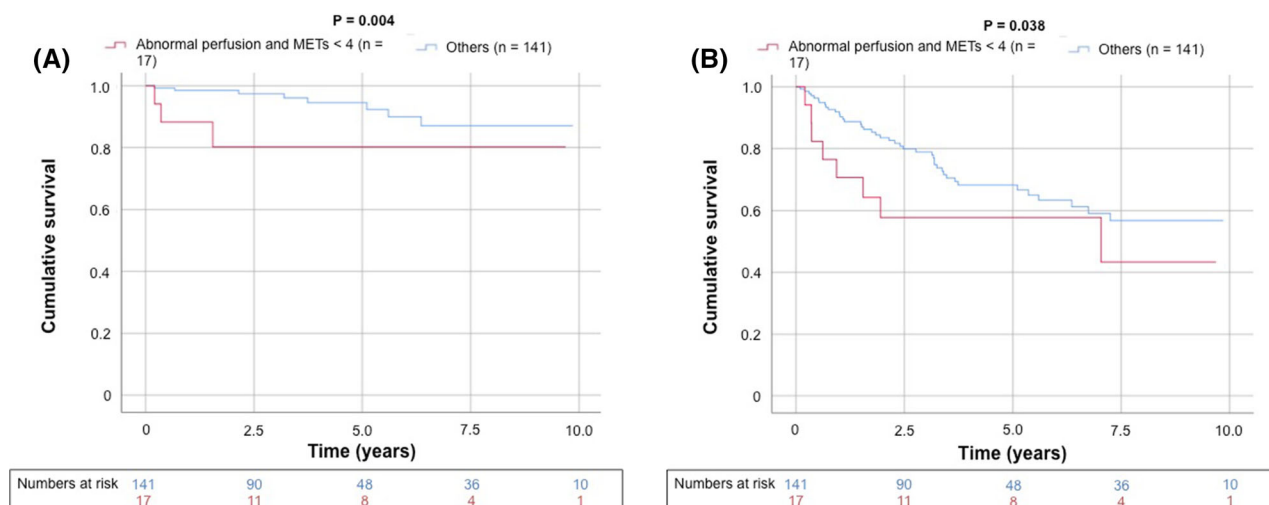 P = 0.004
Abnormal perfusion and METs < 4 (n =
17)
Others (n = 141)
(A)
Cumulative survival
1.0
0.8
0.6
0.4
0.2
0
0 2.5 5.0 7.5 10.0
Time (years)
Numbers at risk 141 90 48 36 10
17 11 8 4 1
P = 0.038
Abnormal perfusion and METs < 4 (n =
17)
Others (n = 141)
(B)
Cumulative survival
1.0
0.8
0.6
0.4
0.2
0
0 2.5 5.0 7.5 10.0
Time (years)
Numbers at risk 141 90 48 36 10
17 11 8 4 1